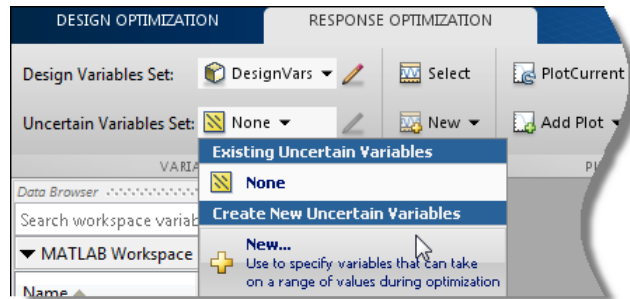 DESIGN OPTIMIZATION RESPONSE OPTIMIZATION
Design Variables Set: DesignVars Select PlotCurrent
Uncertain Variables Set: None New Add Plot
Existing Uncertain Variables
None
Data Browser
Create New Uncertain Variables
Search workspace variab
New...
MATLAB Workspace
Use to specify variables that can take
on a range of values during optimization
Name